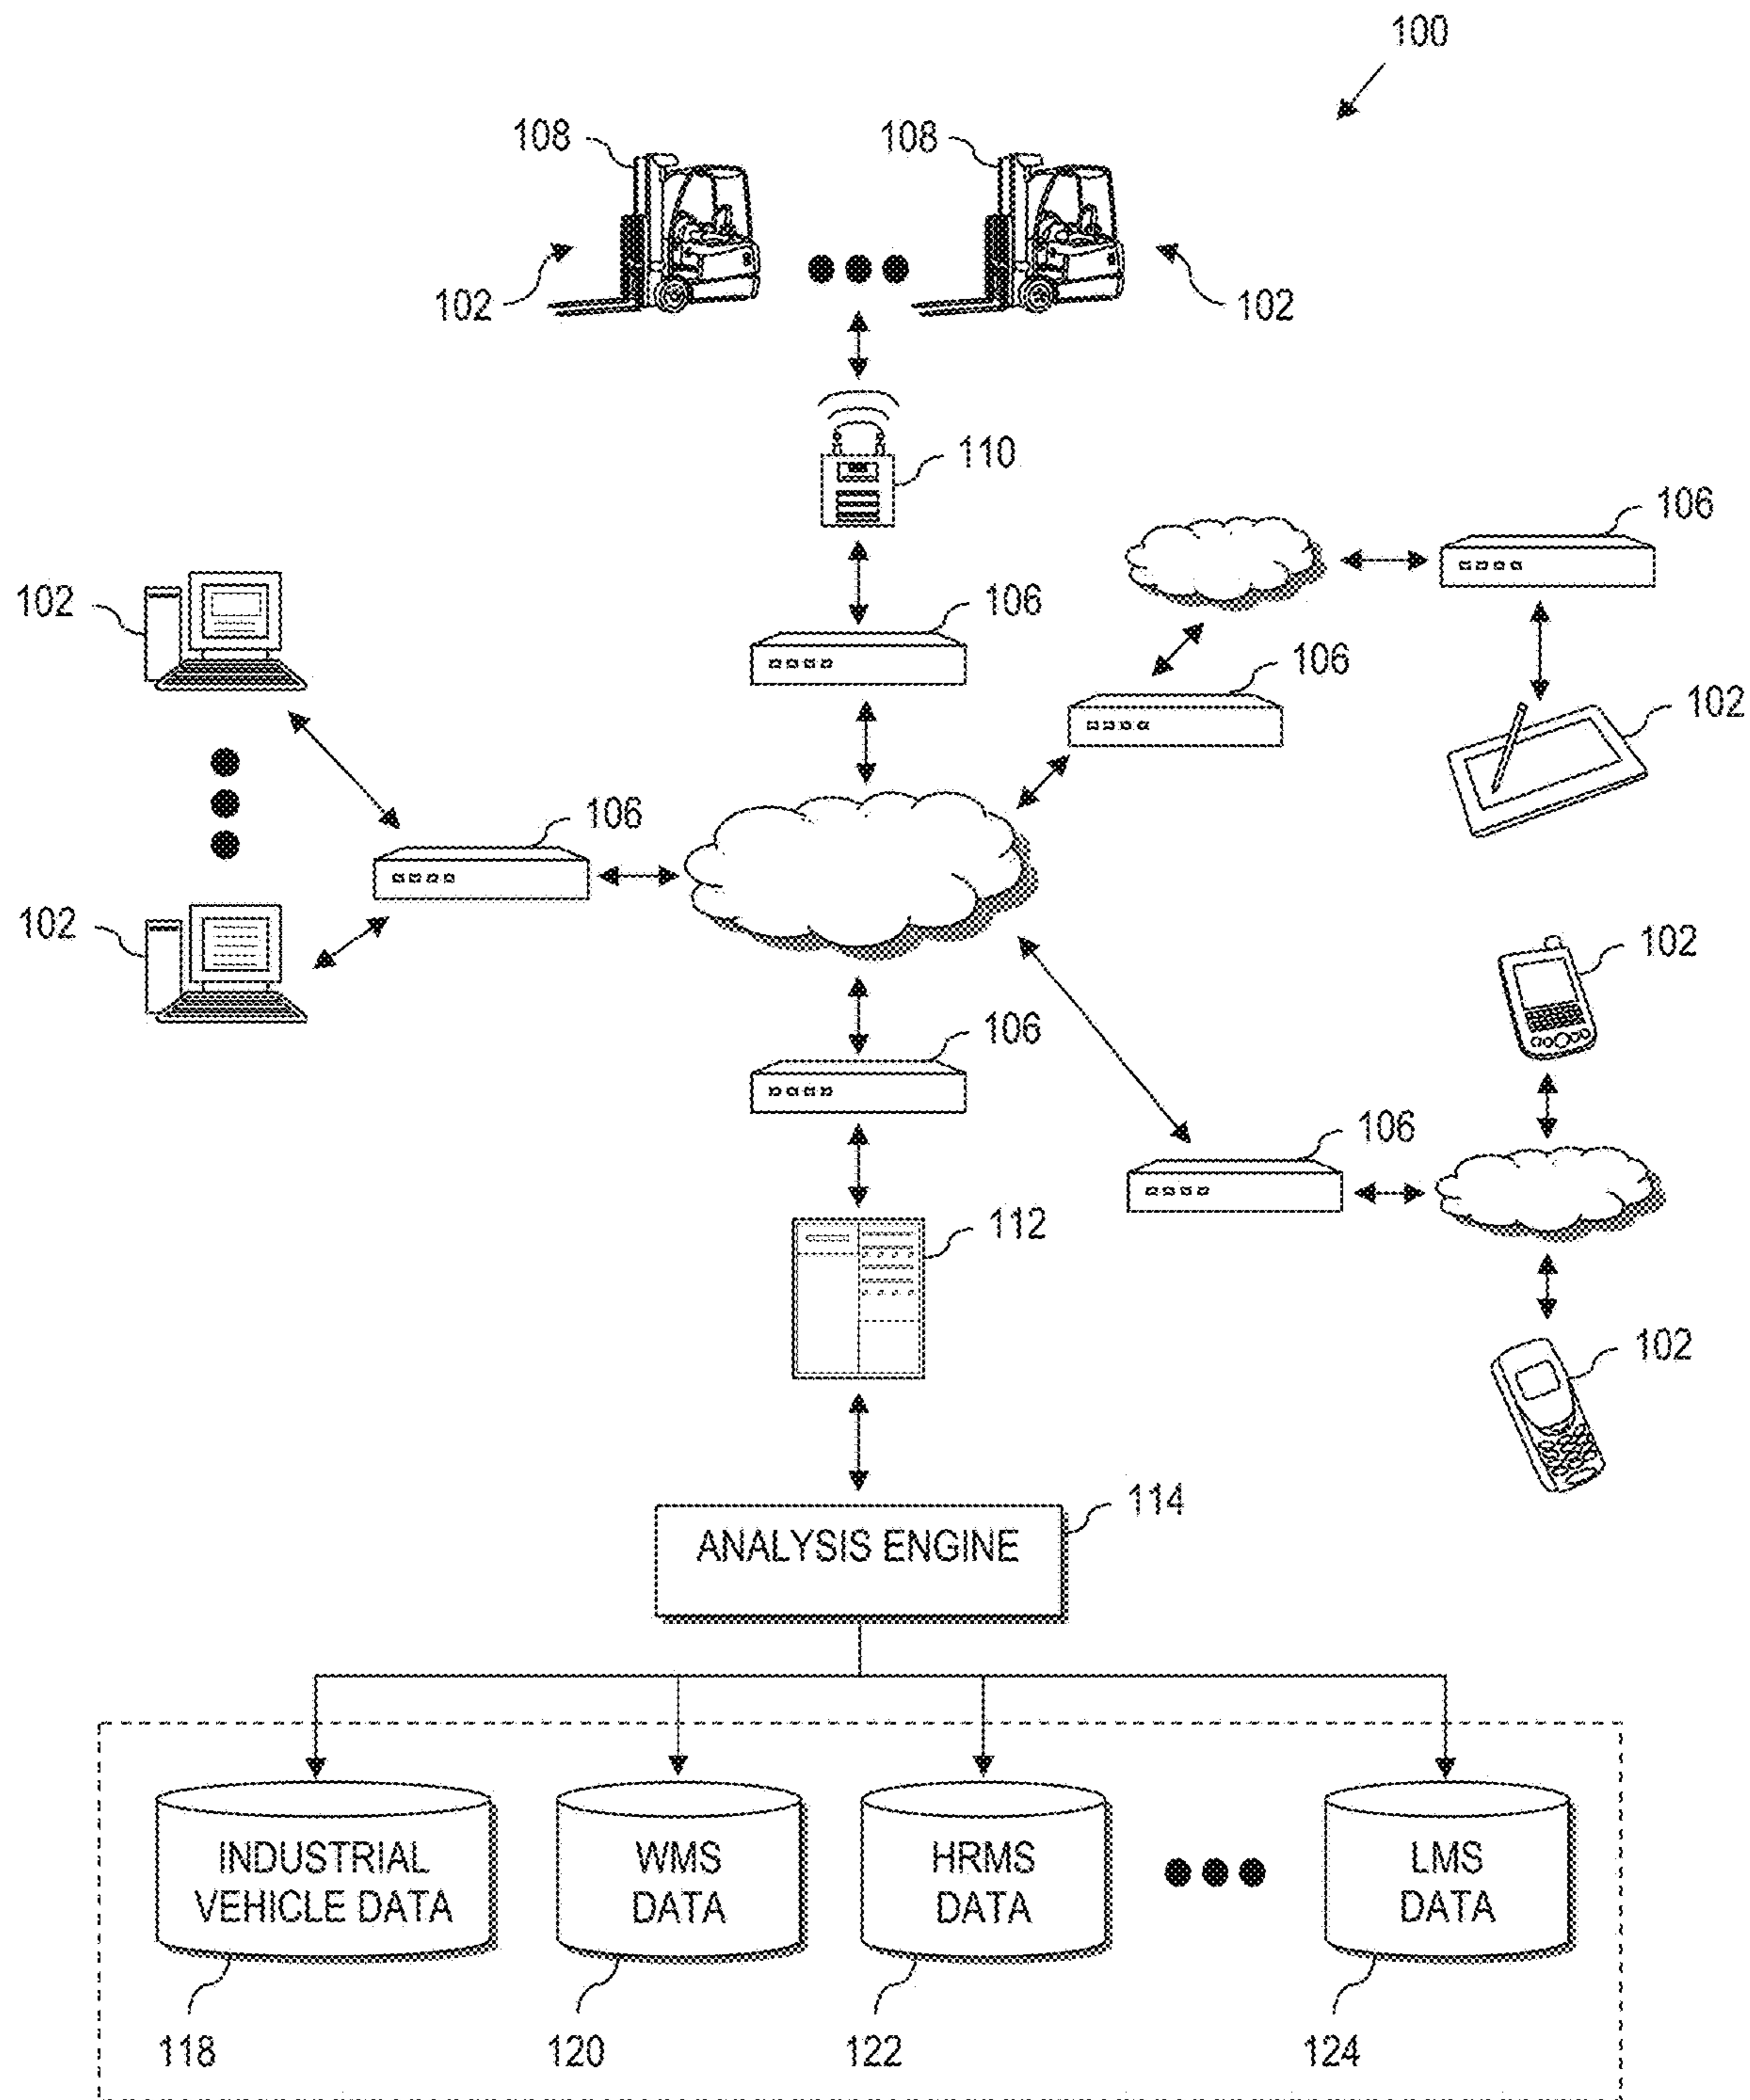 100
108
108
102
102
110
106
102
106
106
102
106
102
102
106
106
112
102
114
ANALYSIS ENGINE
INDUSTRIAL
VEHICLE DATA
WMS
DATA
HRMS
DATA
LMS
DATA
118
120
122
124